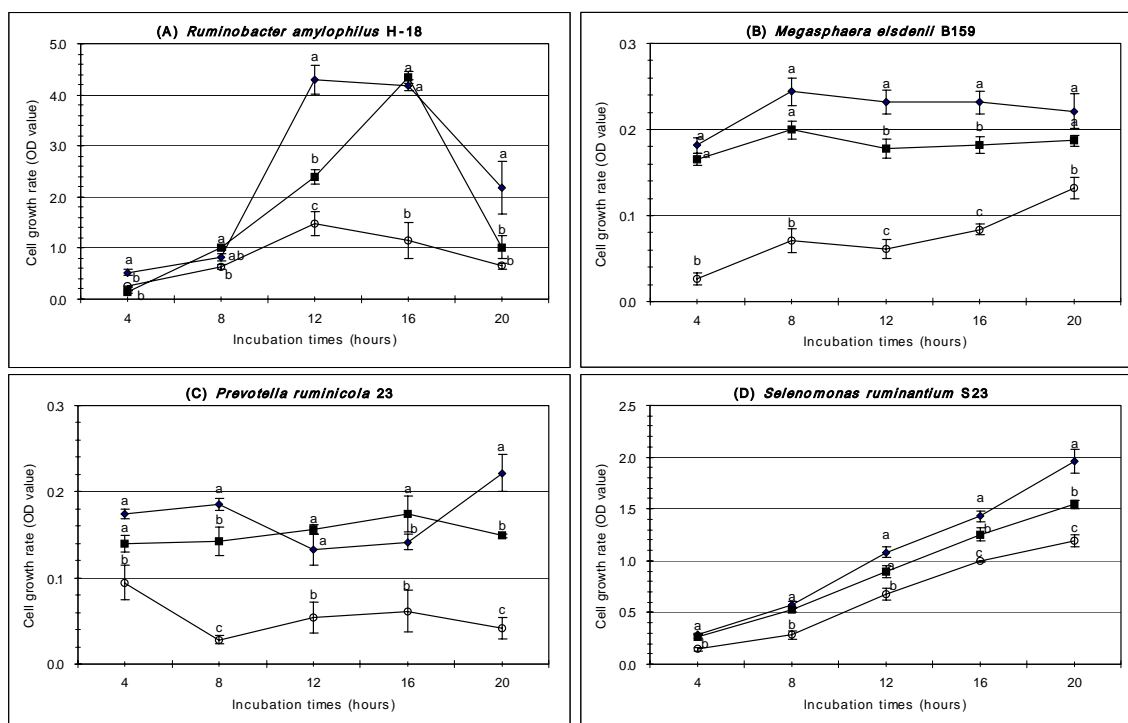 (A) Ruminobacter amylophilus H-18
Cell growth rate (OD value)
5.0
4.0
3.0
2.0
1.0
0.0
a
b
b
a
ab
b
a
b
c
a
a
b
a
b
b
4 8 12 16 20
Incubation times (hours)
(B) Megasphaera elsdenii B159
Cell growth rate (OD value)
0.3
0.2
0.1
0.0
a
a
b
a
a
b
a
b
c
a
b
c
a
a
b
4 8 12 16 20
Incubation times (hours)
(C) Prevotella ruminicola 23
Cell growth rate (OD value)
0.3
0.2
0.1
0.0
a
a
b
a
b
c
a
a
b
a
b
b
a
b
c
4 8 12 16 20
Incubation times (hours)
(D) Selenomonas ruminantium S23
Cell growth rate (OD value)
2.5
2.0
1.5
1.0
0.5
0.0
a
b
a
b
a
a
b
a
b
c
a
b
c
4 8 12 16 20
Incubation times (hours)